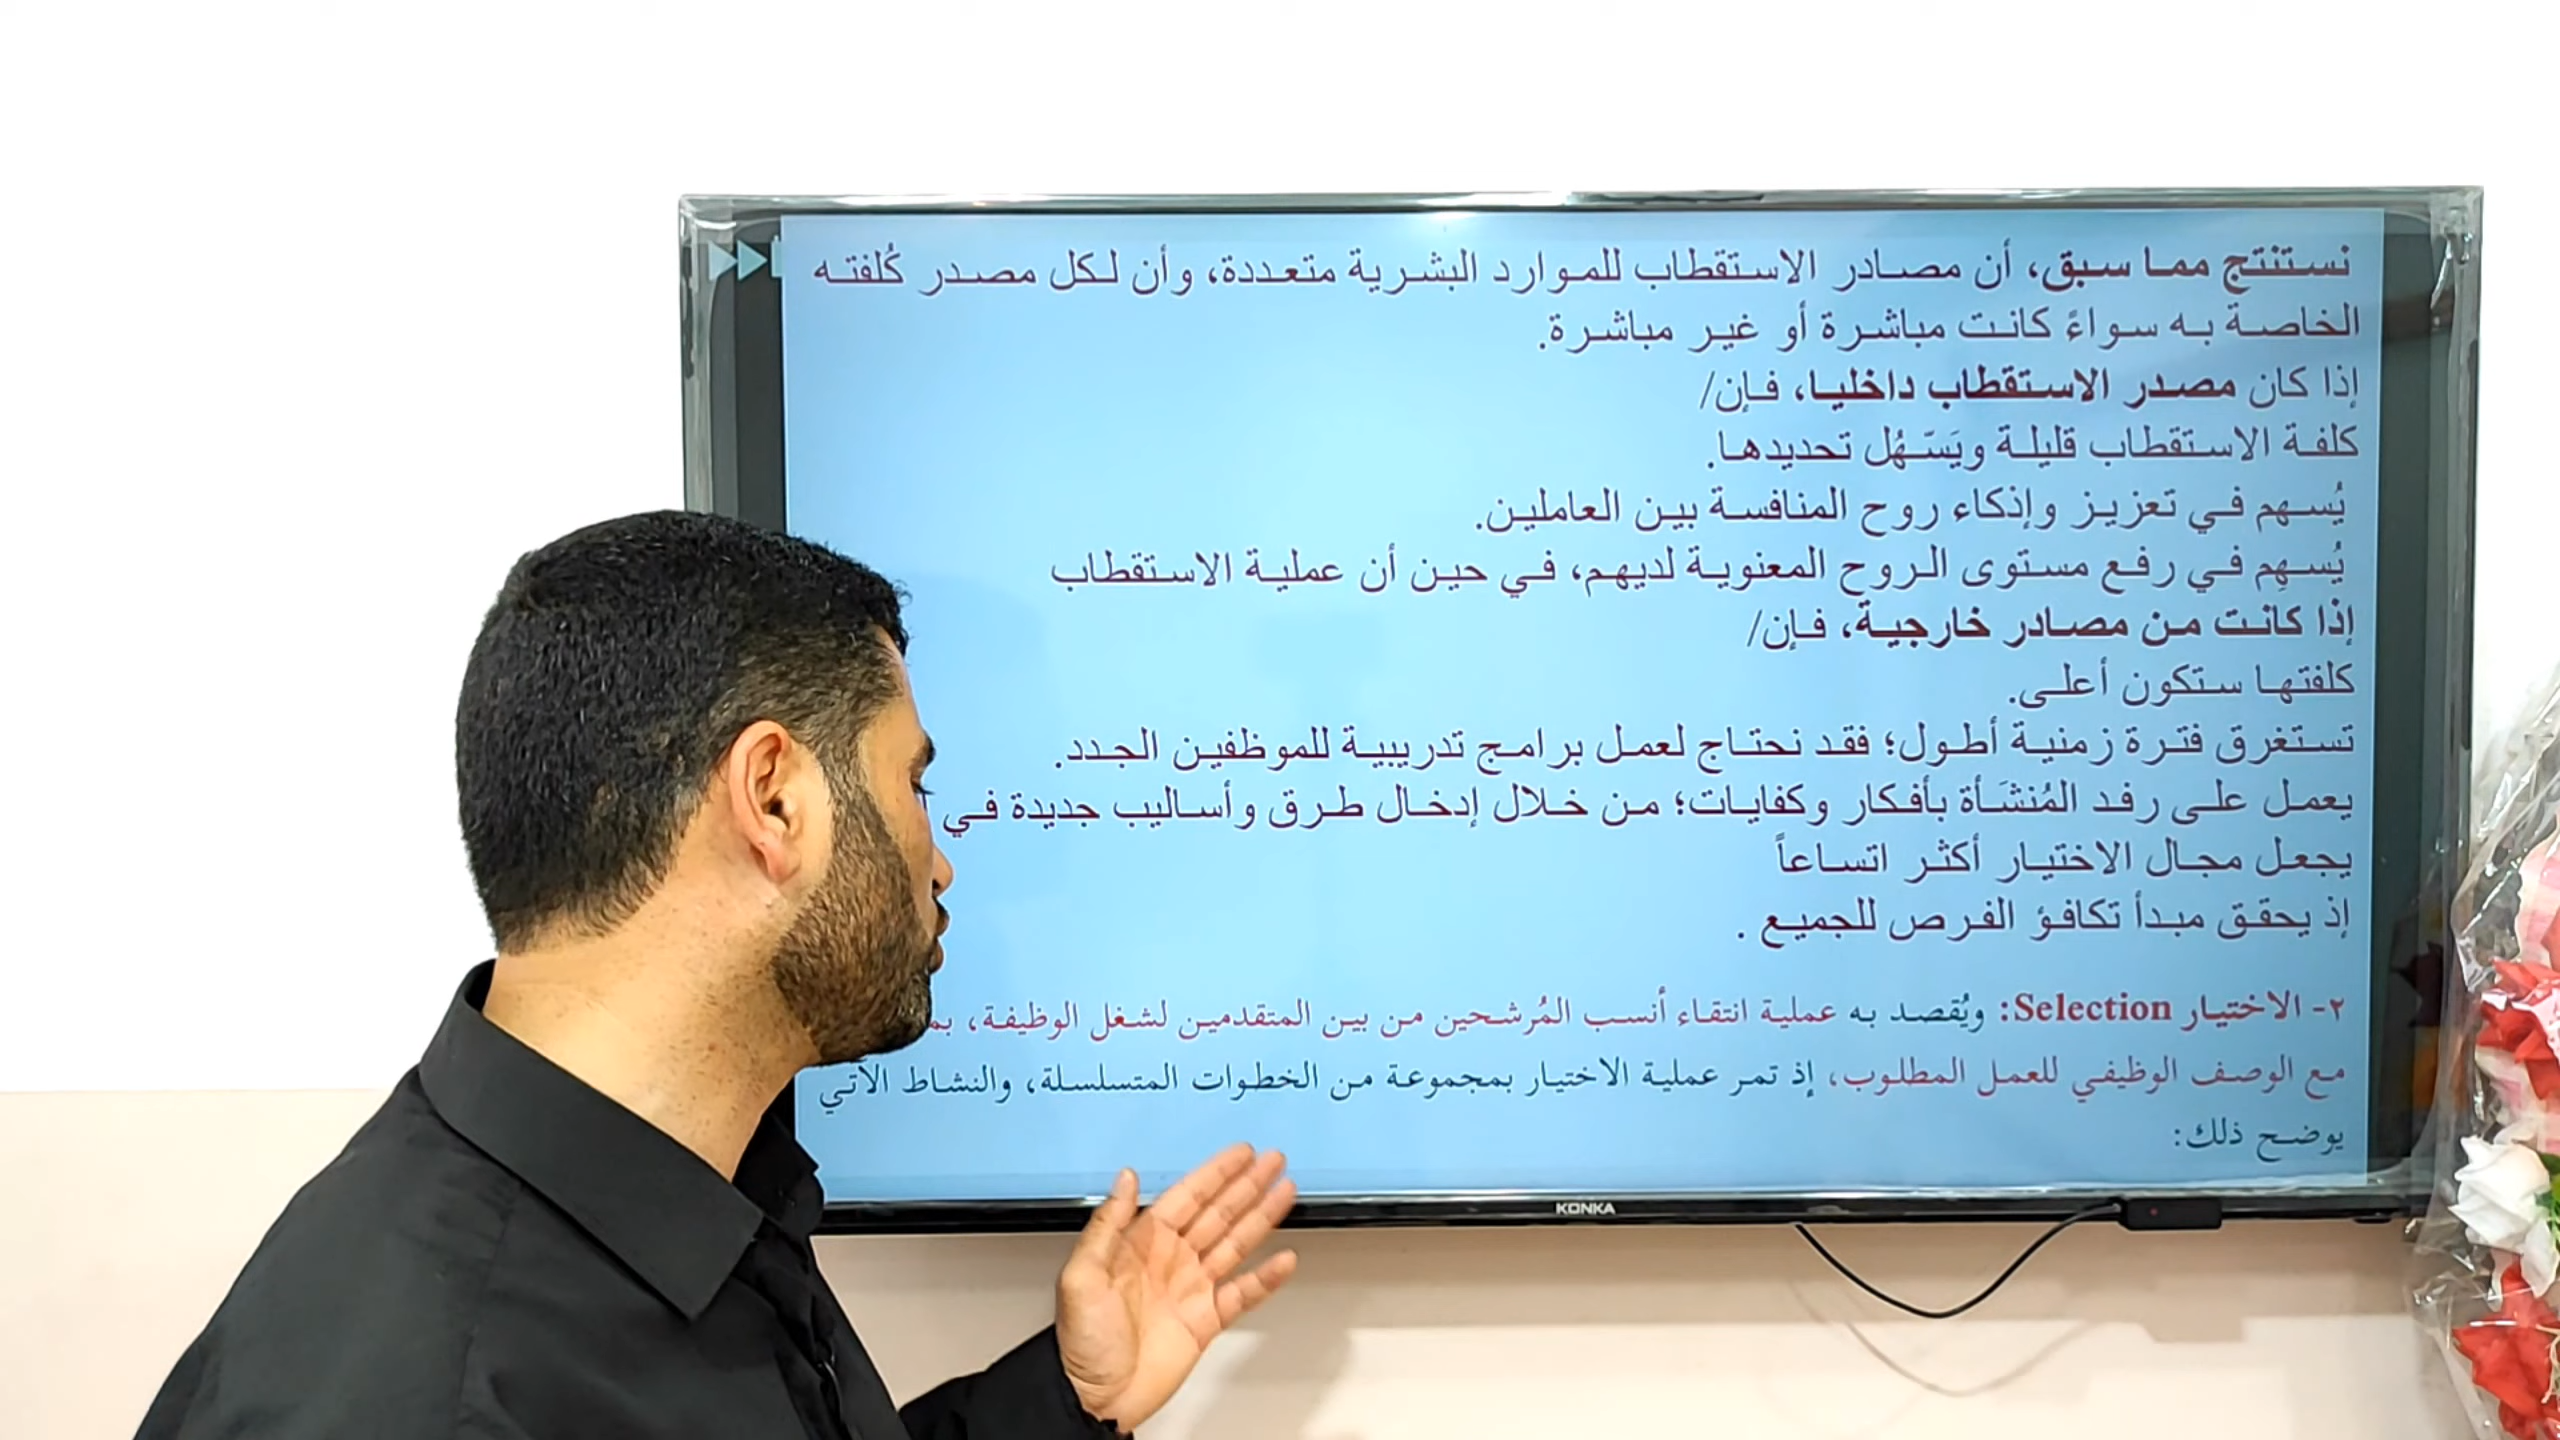 نستنتج مما سبق، أن مصادر الاستقطاب للموارد البشرية متعددة، وأن لكل مصدر كُلفته
الخاصة به سواءً كانت مباشرة أو غير مباشرة.
إذا كان مصدر الاستقطاب داخليا، فإن/
كلفة الاستقطاب قليلة ويَسّهُل تحديدها.
يُسهم في تعزيز وإذكاء روح المنافسة بين العاملين.
يُسهِم في رفع مستوى الروح المعنوية لديهم، في حين أن عملية الاستقطاب
إذا كانت من مصادر خارجية، فإن/
كلفتها ستكون أعلى.
تستغرق فترة زمنية أطول؛ فقد نحتاج لعمل برامج تدريبية للموظفين الجدد.
يعمل على رفد المُنشَأة بأفكار وكفايات؛ من خلال إدخال طرق وأساليب جديدة في
يجعل مجال الاختيار أكثر اتساعاً
إذ يحقق مبدأ تكافؤ الفرص للجميع .
٢- الاختيار Selection: ويُقصد به عملية انتقاء أنسب المُرشحين من بين المتقدمين لشغل الوظيفة،
مع الوصف الوظيفي للعمل المطلوب، إذ تمر عملية الاختيار بمجموعة من الخطوات المتسلسلة، والنشاط الآتي
يوضح ذلك:
KONKA